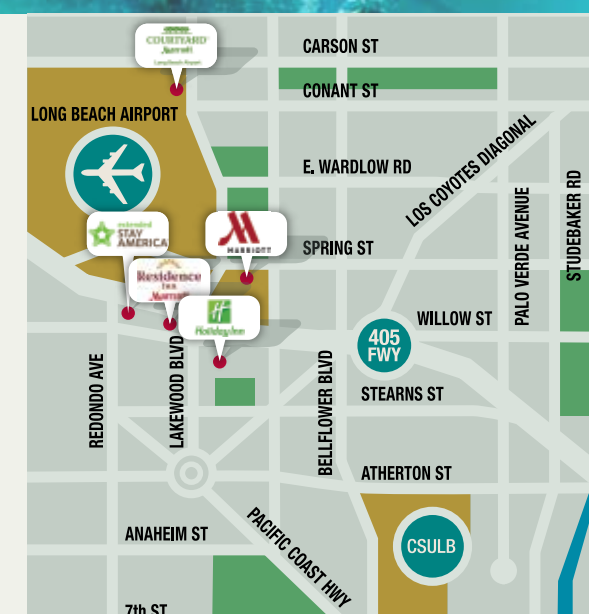 COURTYARD
Marriott
Long Beach Airport
CARSON ST
CONANT ST
LONG BEACH AIRPORT
E. WARDLOW RD
LOS COYOTES DIAGONAL
PALO VERDE AVENUE
STUDEBAKER RD
extended
STAY
AMERICA
MARRIOTT
SPRING ST
Residence
Inn
Marriott
Holiday Inn
WILLOW ST
405
FWY
REDONDO AVE
LAKEWOOD BLVD
BELLFLOWER BLVD
STEARNS ST
ATHERTON ST
ANAHEIM ST
PACIFIC COAST HWY
CSULB
7th ST